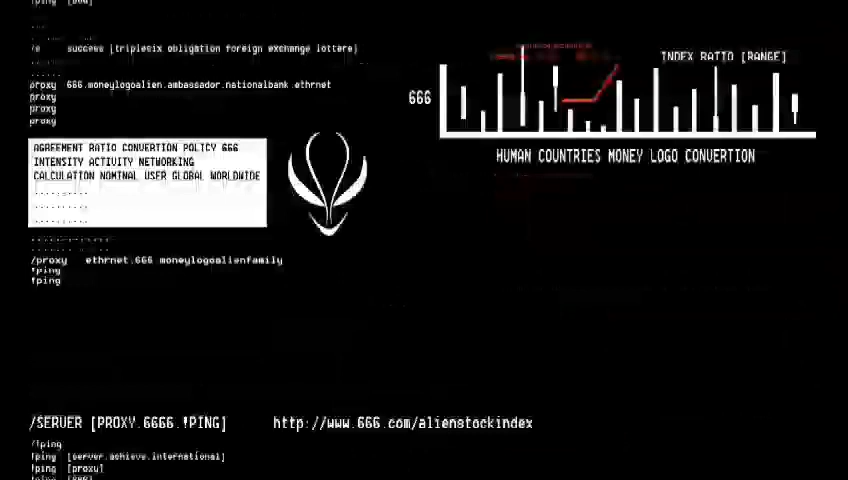 !ping
/e success [triplesix obligation foreign exchange lottere]
proxy 666.moneylogoalien.ambassador.nationalbank.ethrnet
proxy
proxy
proxy
AGREEMENT RATIO CONVERTION POLICY 666
INTENSITY ACTIVITY NETWORKING
CALCULATION NOMINAL USER GLOBAL WORLDWIDE
..........
..........
..........
/proxy ethrnet.666 moneylogoalienfamily
!ping
!ping
INDEX RATIO [RANGE]
666
HUMAN COUNTRIES MONEY LOGO CONVERTION
/SERVER [PROXY.6666.!PING] http://www.666.com/alienstockindex
/!ping
!ping [server.achieve.international]
!ping [proxy]
!ping